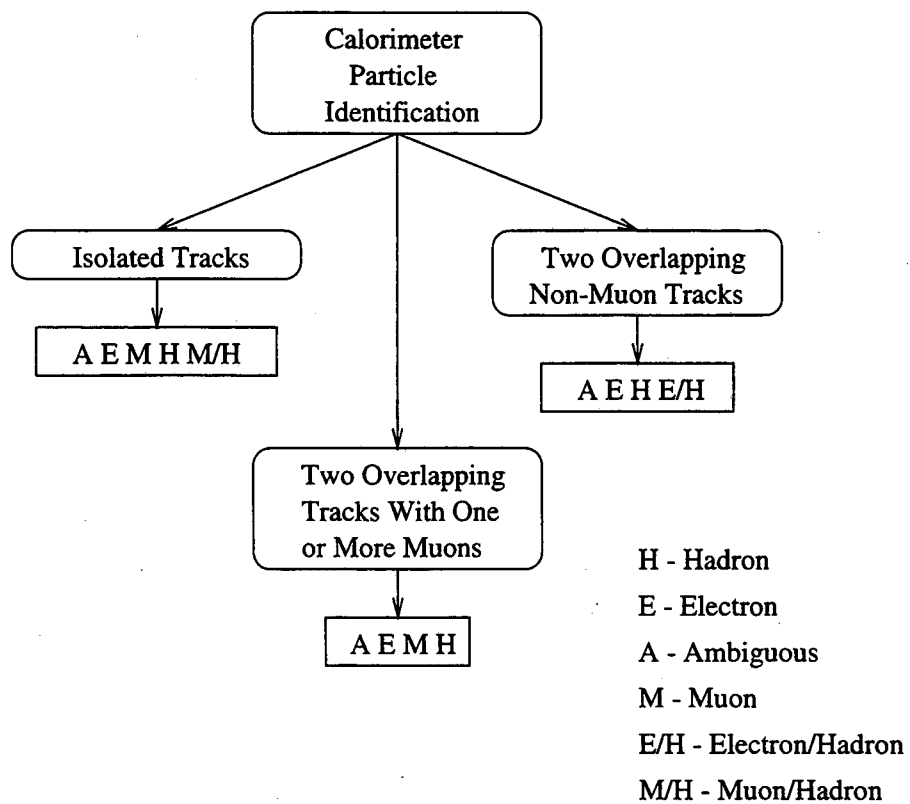 Calorimeter
Particle
Identification
Isolated Tracks
A E M H M/H
Two Overlapping
Non-Muon Tracks
A E H E/H
Two Overlapping
Tracks With One
or More Muons
A E M H
H - Hadron
E - Electron
A - Ambiguous
M - Muon
E/H - Electron/Hadron
M/H - Muon/Hadron